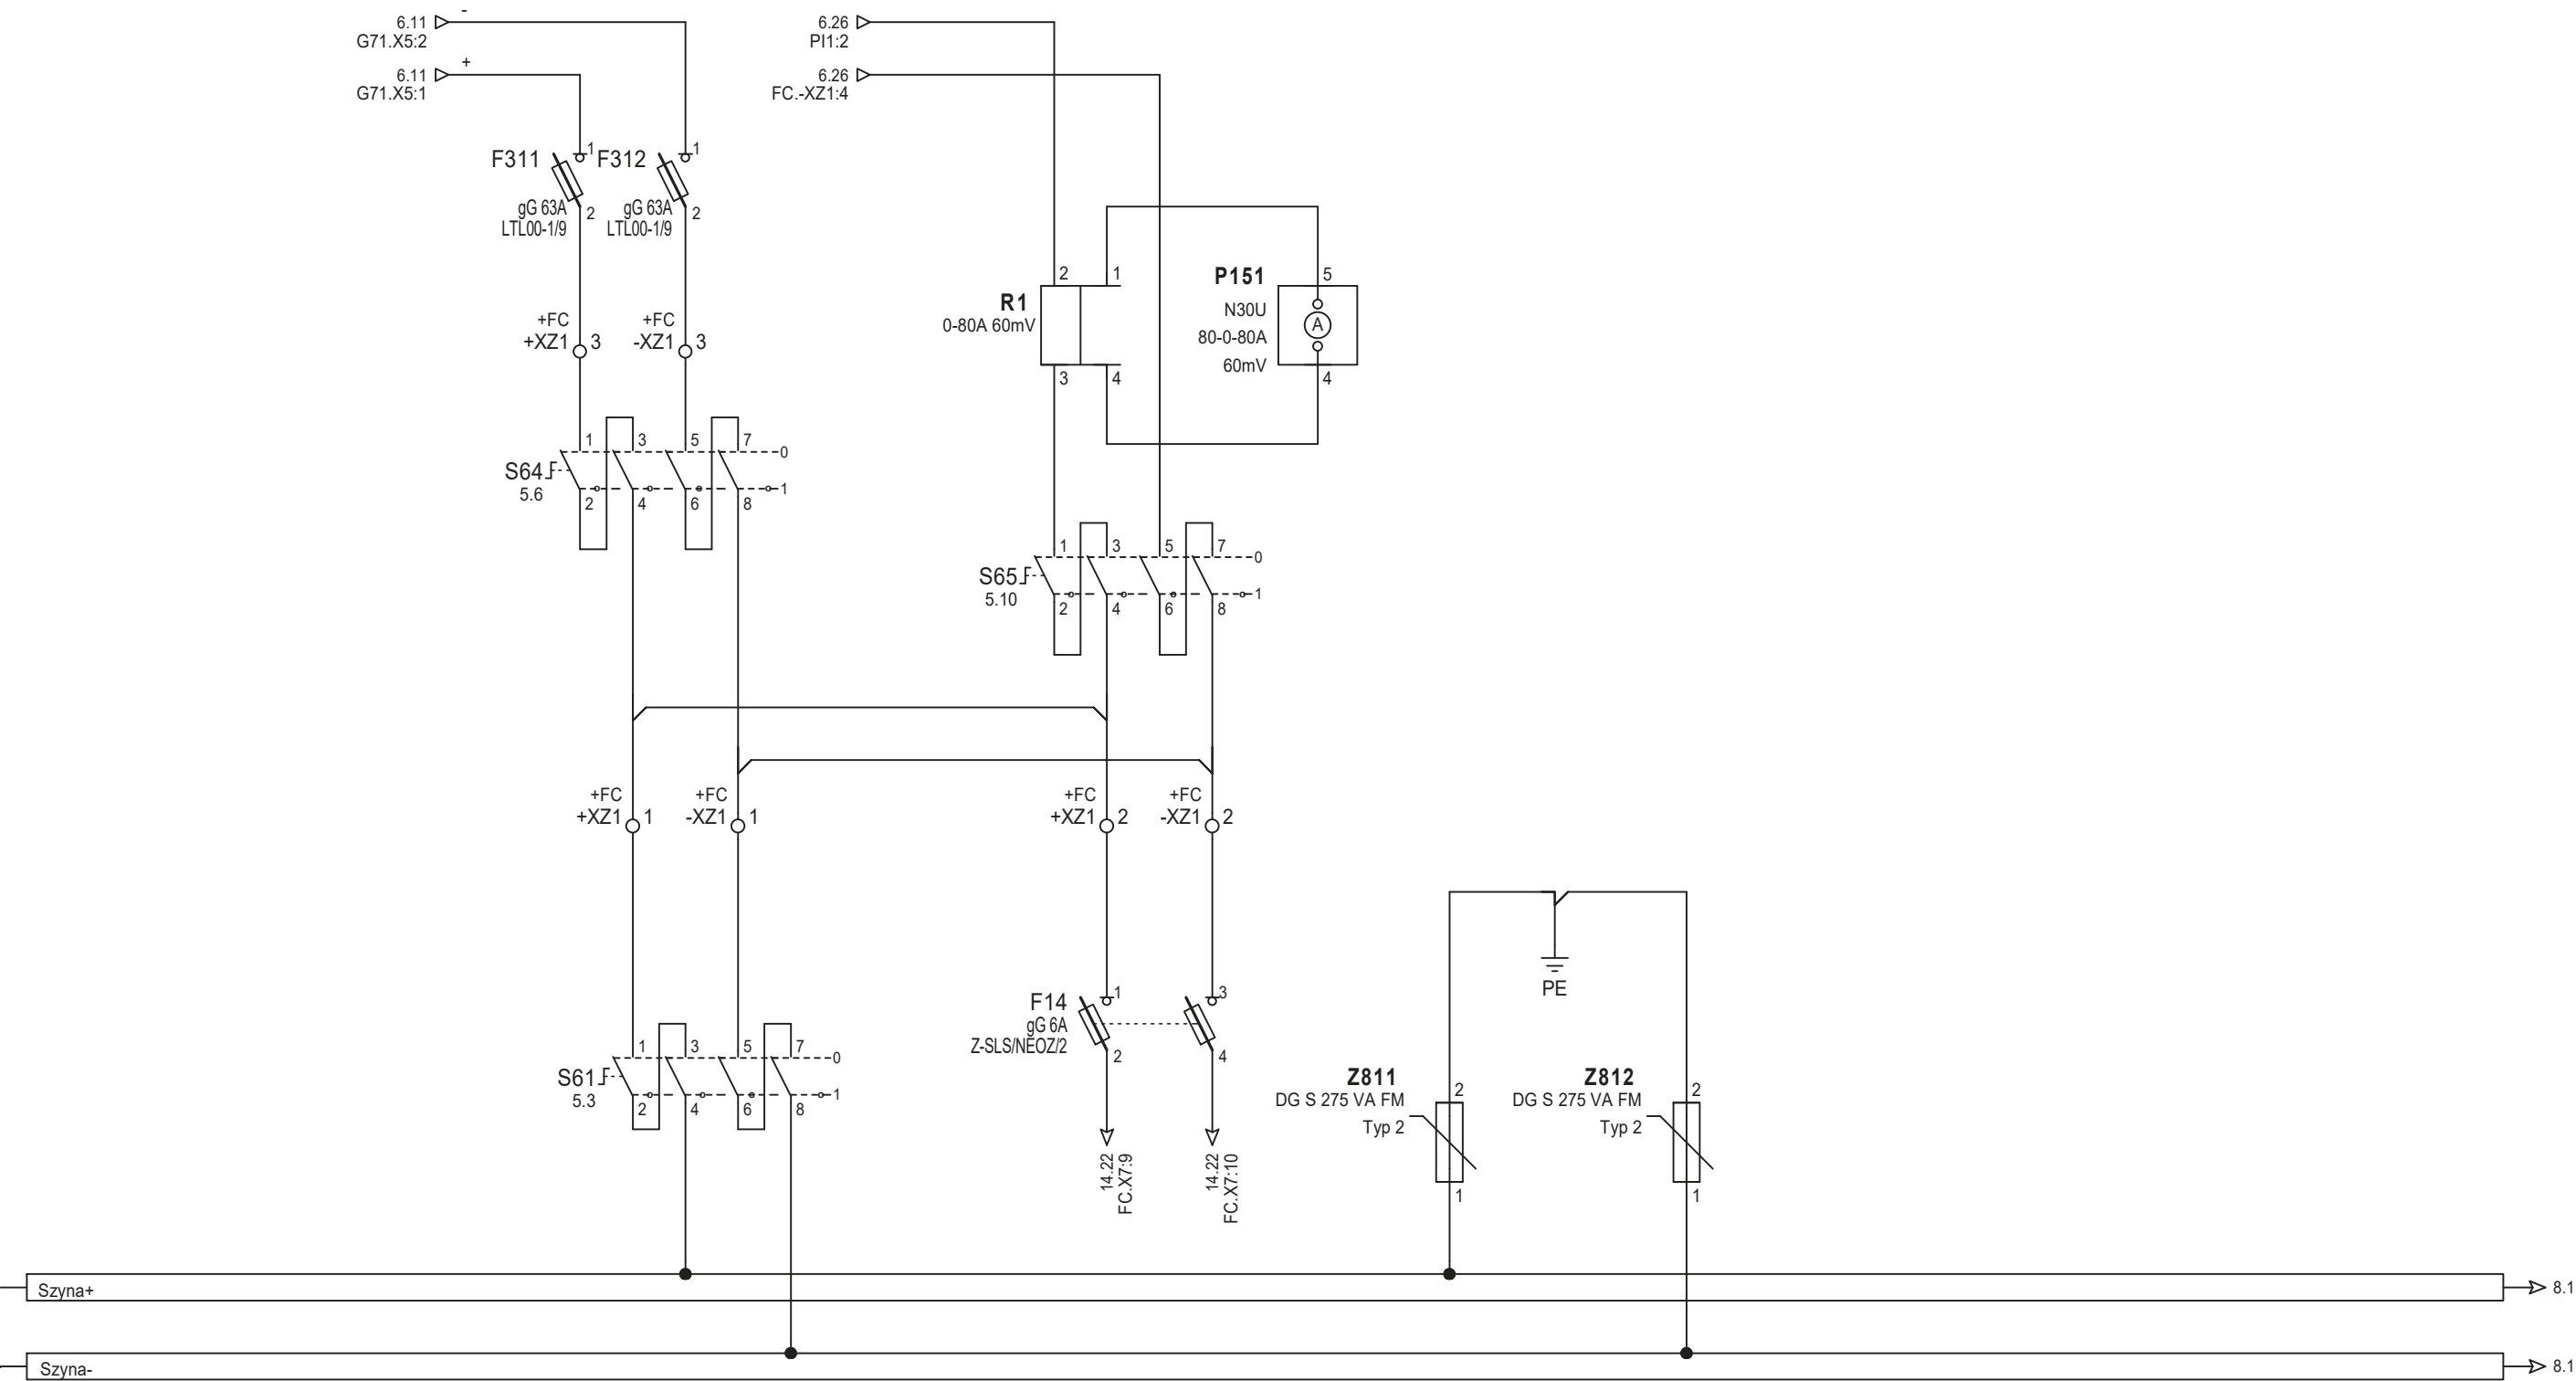 -
6.11
G71.X5:2
+
6.11
G71.X5:1
6.26
PI1:2
6.26
FC.-XZ1:4
F311
1
gG 63A
LTL00-1/9
2
F312
1
gG 63A
LTL00-1/9
2
R1
0-80A 60mV
2
1
3
4
P151
N30U
80-0-80A
60mV
5
A
4
+FC
+XZ1 3
+FC
-XZ1 3
1 3 5 7 0
S64
5.6
2 4 6 8 1
1 3 5 7 0
S65
5.10
2 4 6 8 1
+FC
+XZ1 1
+FC
-XZ1 1
+FC
+XZ1 2
+FC
-XZ1 2
PE
F14
gG 6A
Z-SLS/NEOZ/2
1
2
3
4
1 3 5 7 0
S61
5.3
2 4 6 8 1
14.22
FC.X7:9
14.22
FC.X7:10
Z811
DG S 275 VA FM
Typ 2
2
1
Z812
DG S 275 VA FM
Typ 2
2
1
Szyna+
8.1
Szyna-
8.1